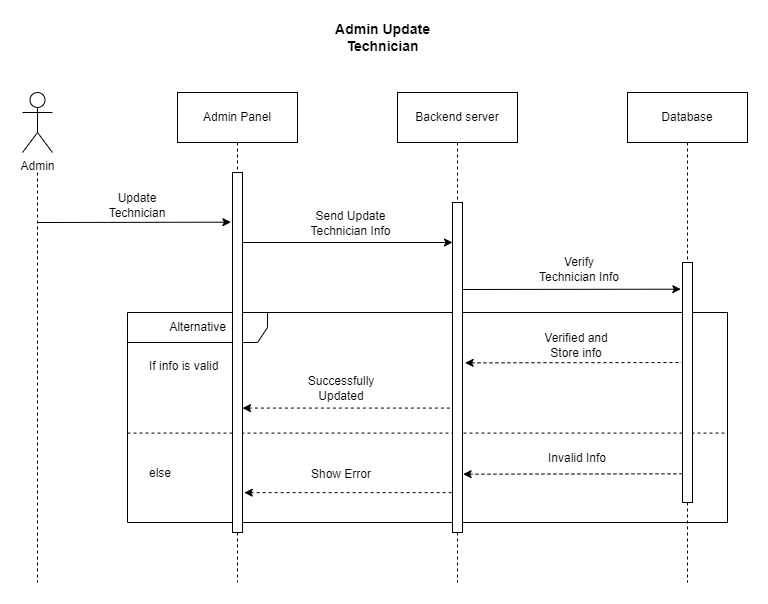 Admin Update
Technician
Admin Panel
Backend server
Database
Admin
Update
Technician
Send Update
Technician Info
Verify
Technician Info
Alternative
Verified and
Store info
If info is valid
Successfully
Updated
Invalid Info
else
Show Error